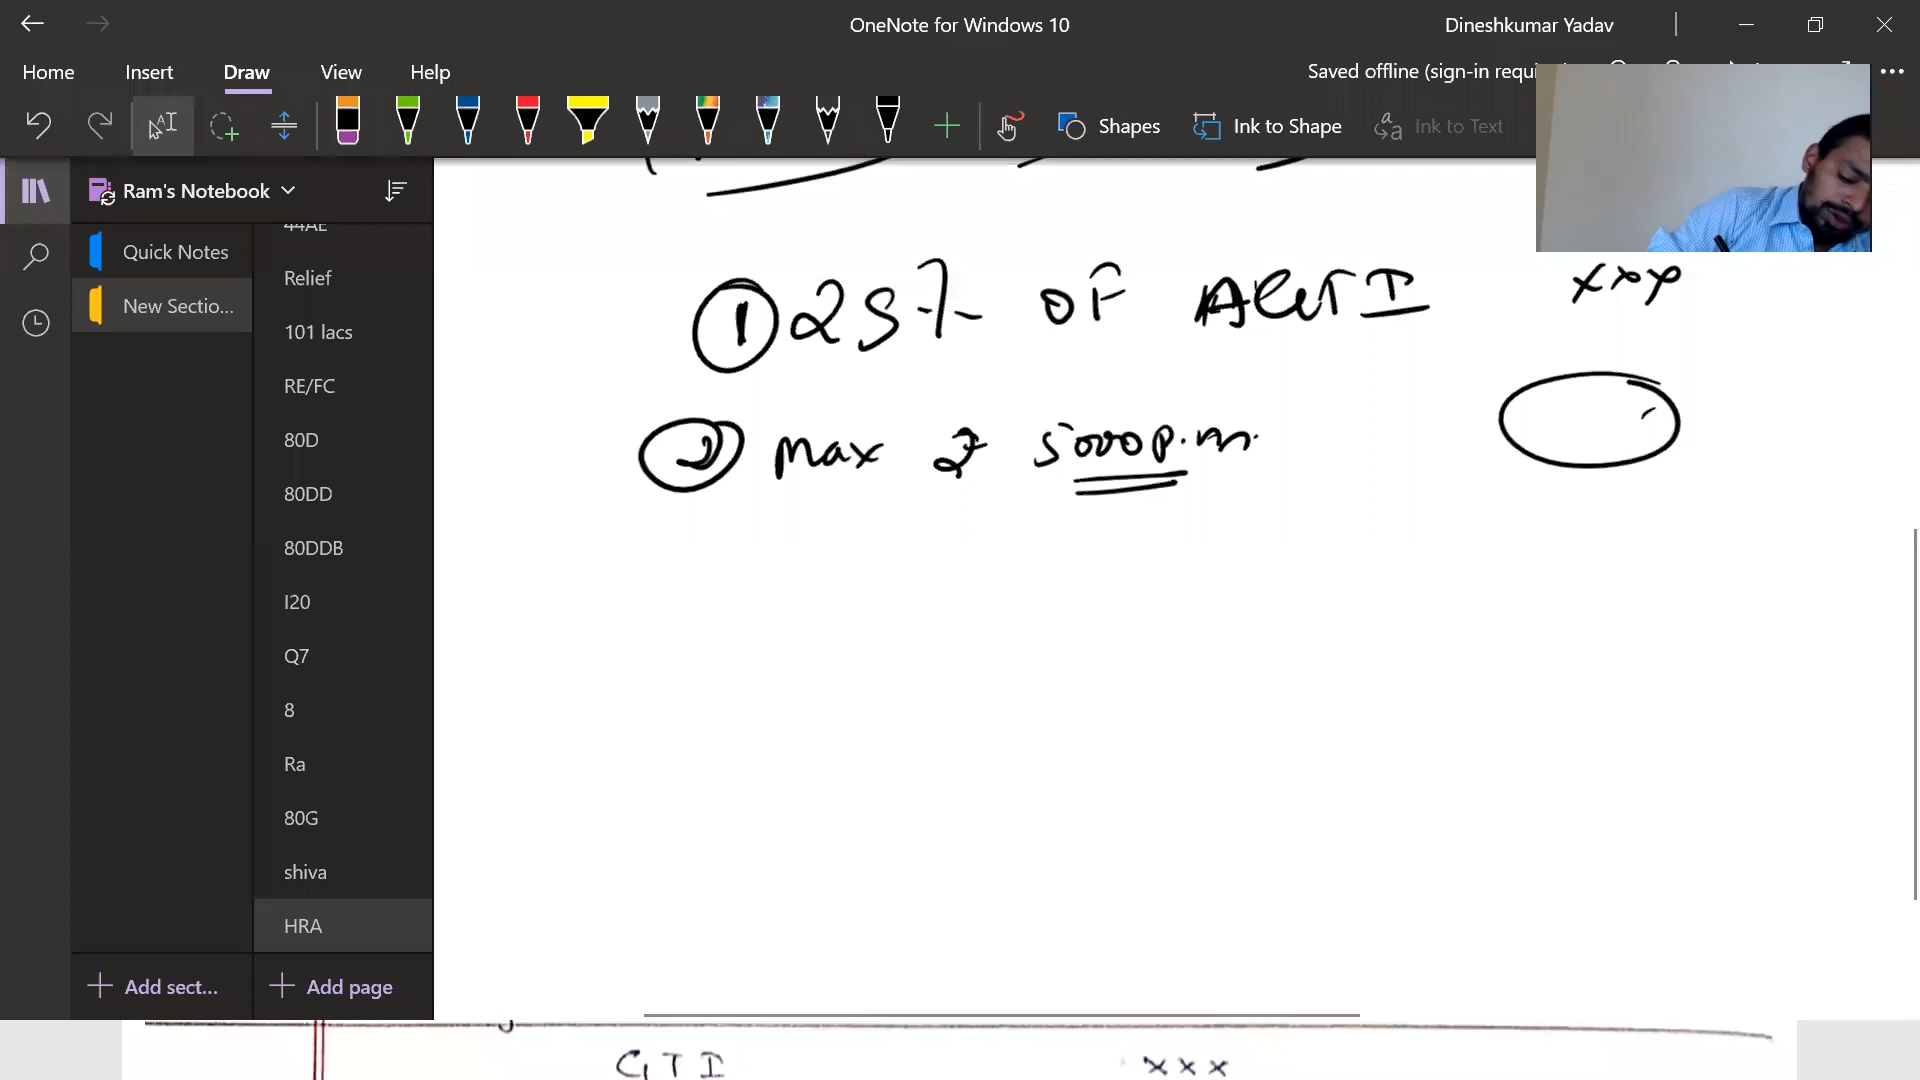 OneNote for Windows 10
Dineshkumar Yadav
Home Insert Draw View Help
Saved offline (sign-in requi
Shapes Ink to Shape Ink to Text
Ram's Notebook
Quick Notes
New Sectio...
44AE
Relief
101 lacs
RE/FC
80D
80DD
80DDB
I20
Q7
8
Ra
80G
shiva
HRA
Add sect...
Add page
① 25% OF AGTI xxx
② Max ₹ 5000 p.m.
GTI xxx